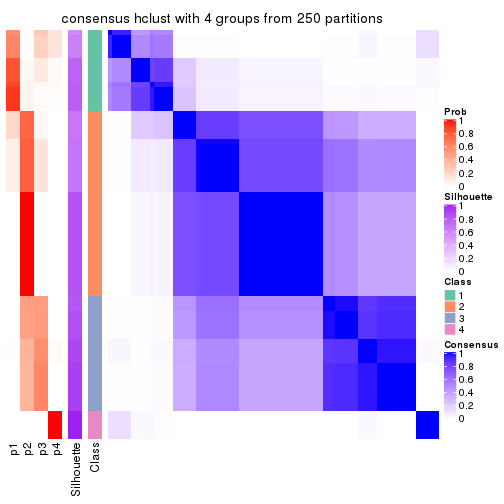 consensus hclust with 4 groups from 250 partitions
Prob
1
0.8
0.6
0.4
0.2
0
Silhouette
1
0.8
0.6
0.4
0.2
0
Class
1
2
3
4
Consensus
1
0.8
0.6
0.4
0.2
0
p1
p2
p3
p4
Silhouette
Class